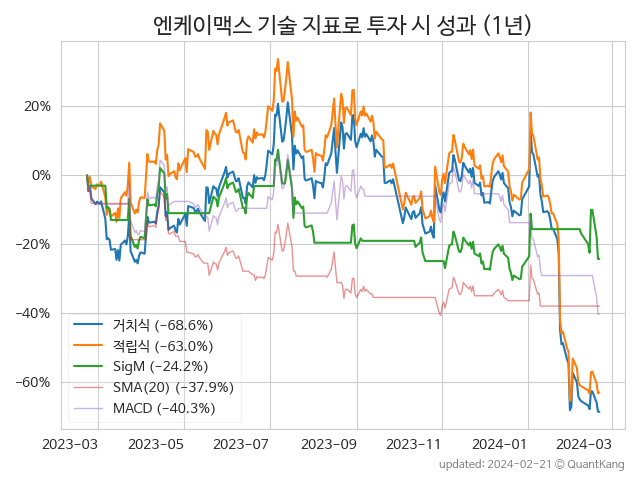 엔케이맥스 기술 지표로 투자 시 성과 (1년)
20%
0%
−20%
−40%
−60%
거치식 (−68.6%)
적립식 (−63.0%)
SigM (−24.2%)
SMA(20) (−37.9%)
MACD (−40.3%)
2023-03 2023-05 2023-07 2023-09 2023-11 2024-01 2024-03
updated: 2024-02-21 © QuantKang